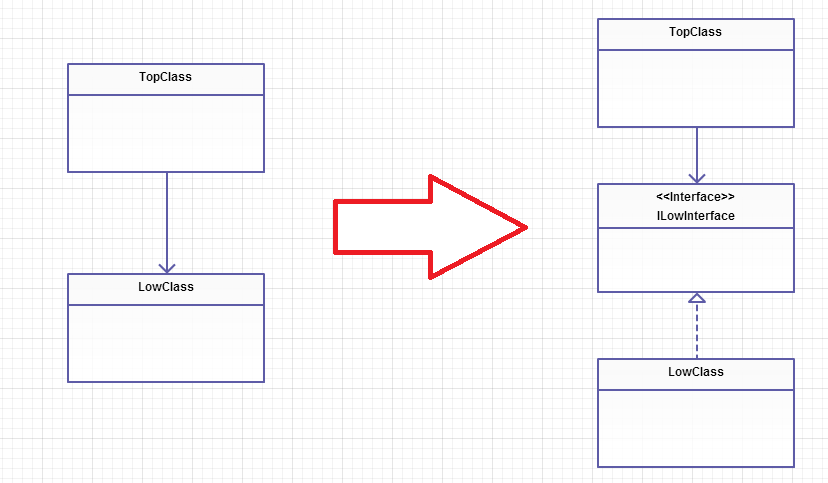 TopClass
LowClass
TopClass
<<Interface>>
ILowInterface
LowClass